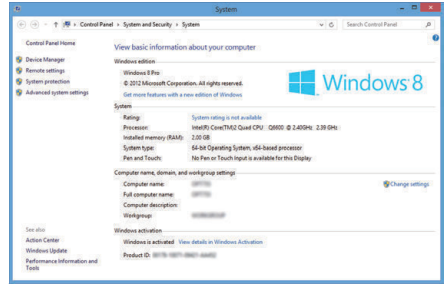 System
Control Panel ▸ System and Security ▸ System
Search Control Panel
Control Panel Home
Device Manager
Remote settings
System protection
Advanced system settings
View basic information about your computer
Windows edition
Windows 8 Pro
© 2012 Microsoft Corporation. All rights reserved.
Get more features with a new edition of Windows
Windows 8
System
Rating: System rating is not available
Processor: Intel(R) Core(TM)2 Quad CPU Q6600 @ 2.40GHz 2.39 GHz
Installed memory (RAM): 2.00 GB
System type: 64-bit Operating System, x64-based processor
Pen and Touch: No Pen or Touch Input is available for this Display
Computer name, domain, and workgroup settings
Computer name:
Change settings
Full computer name:
Computer description:
Workgroup:
Windows activation
Windows is activated View details in Windows Activation
Product ID:
See also
Action Center
Windows Update
Performance Information and
Tools